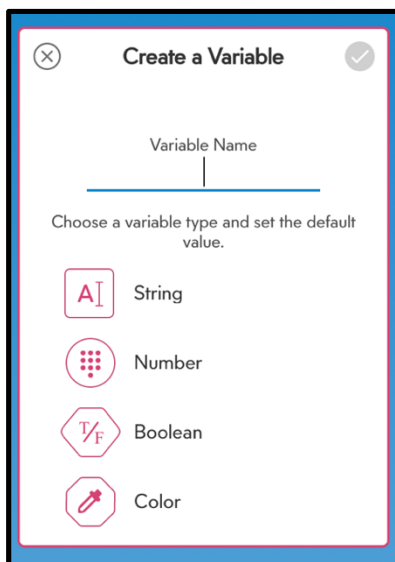 Create a Variable
Variable Name
Choose a variable type and set the default
value.
A String
Number
T/F Boolean
Color